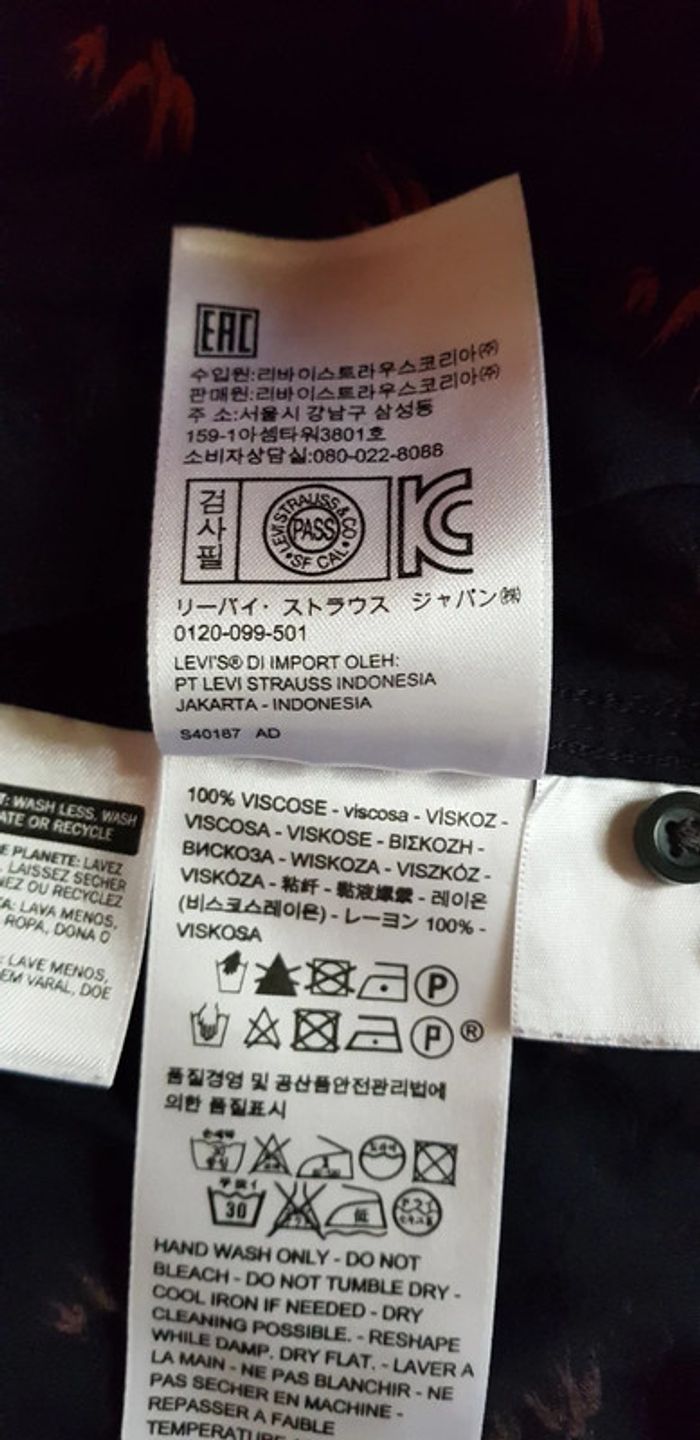 EAC
수입원:리바이스트라우스코리아㈜
판매원:리바이스트라우스코리아㈜
주 소:서울시 강남구 삼성동
159-1아셈타워3801호
소비자상담실:080-022-8088
검사필
LEVI STRAUSS & CO
PASS
SF CAL
リーバイ・ストラウス ジャパン㈱
0120-099-501
LEVI'S® DI IMPORT OLEH:
PT LEVI STRAUSS INDONESIA
JAKARTA - INDONESIA
S40187 AD
: WASH LESS, WASH
ATE OR RECYCLE
E PLANETE: LAVEZ
LAISSEZ SECHER
NEZ OU RECYCLEZ
A: LAVA MENOS,
ROPA, DONA O
: LAVE MENOS,
EM VARAL, DOE
100% VISCOSE - viscosa - VİSKOZ -
VISCOSA - VISKOSE - ΒΙΣΚΟΖΗ -
ВИСКОЗА - WISKOZA - VISZKÓZ -
VISKÓZA - 粘纤 - 黏液嫘縈 - 레이온
(비스코스레이온) - レーヨン 100% -
VISKOSA
P
P ®
품질경영 및 공산품안전관리법에
의한 품질표시
30
低
HAND WASH ONLY - DO NOT
BLEACH - DO NOT TUMBLE DRY -
COOL IRON IF NEEDED - DRY
CLEANING POSSIBLE. - RESHAPE
WHILE DAMP. DRY FLAT. - LAVER A
LA MAIN - NE PAS BLANCHIR - NE
PAS SECHER EN MACHINE -
REPASSER A FAIBLE
TEMPERATURE